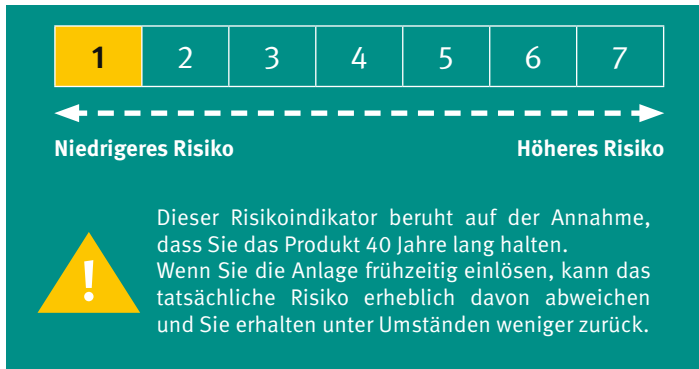 1 2 3 4 5 6 7
Niedrigeres Risiko Höheres Risiko
Dieser Risikoindikator beruht auf der Annahme,
dass Sie das Produkt 40 Jahre lang halten.
Wenn Sie die Anlage frühzeitig einlösen, kann das
tatsächliche Risiko erheblich davon abweichen
und Sie erhalten unter Umständen weniger zurück.
!